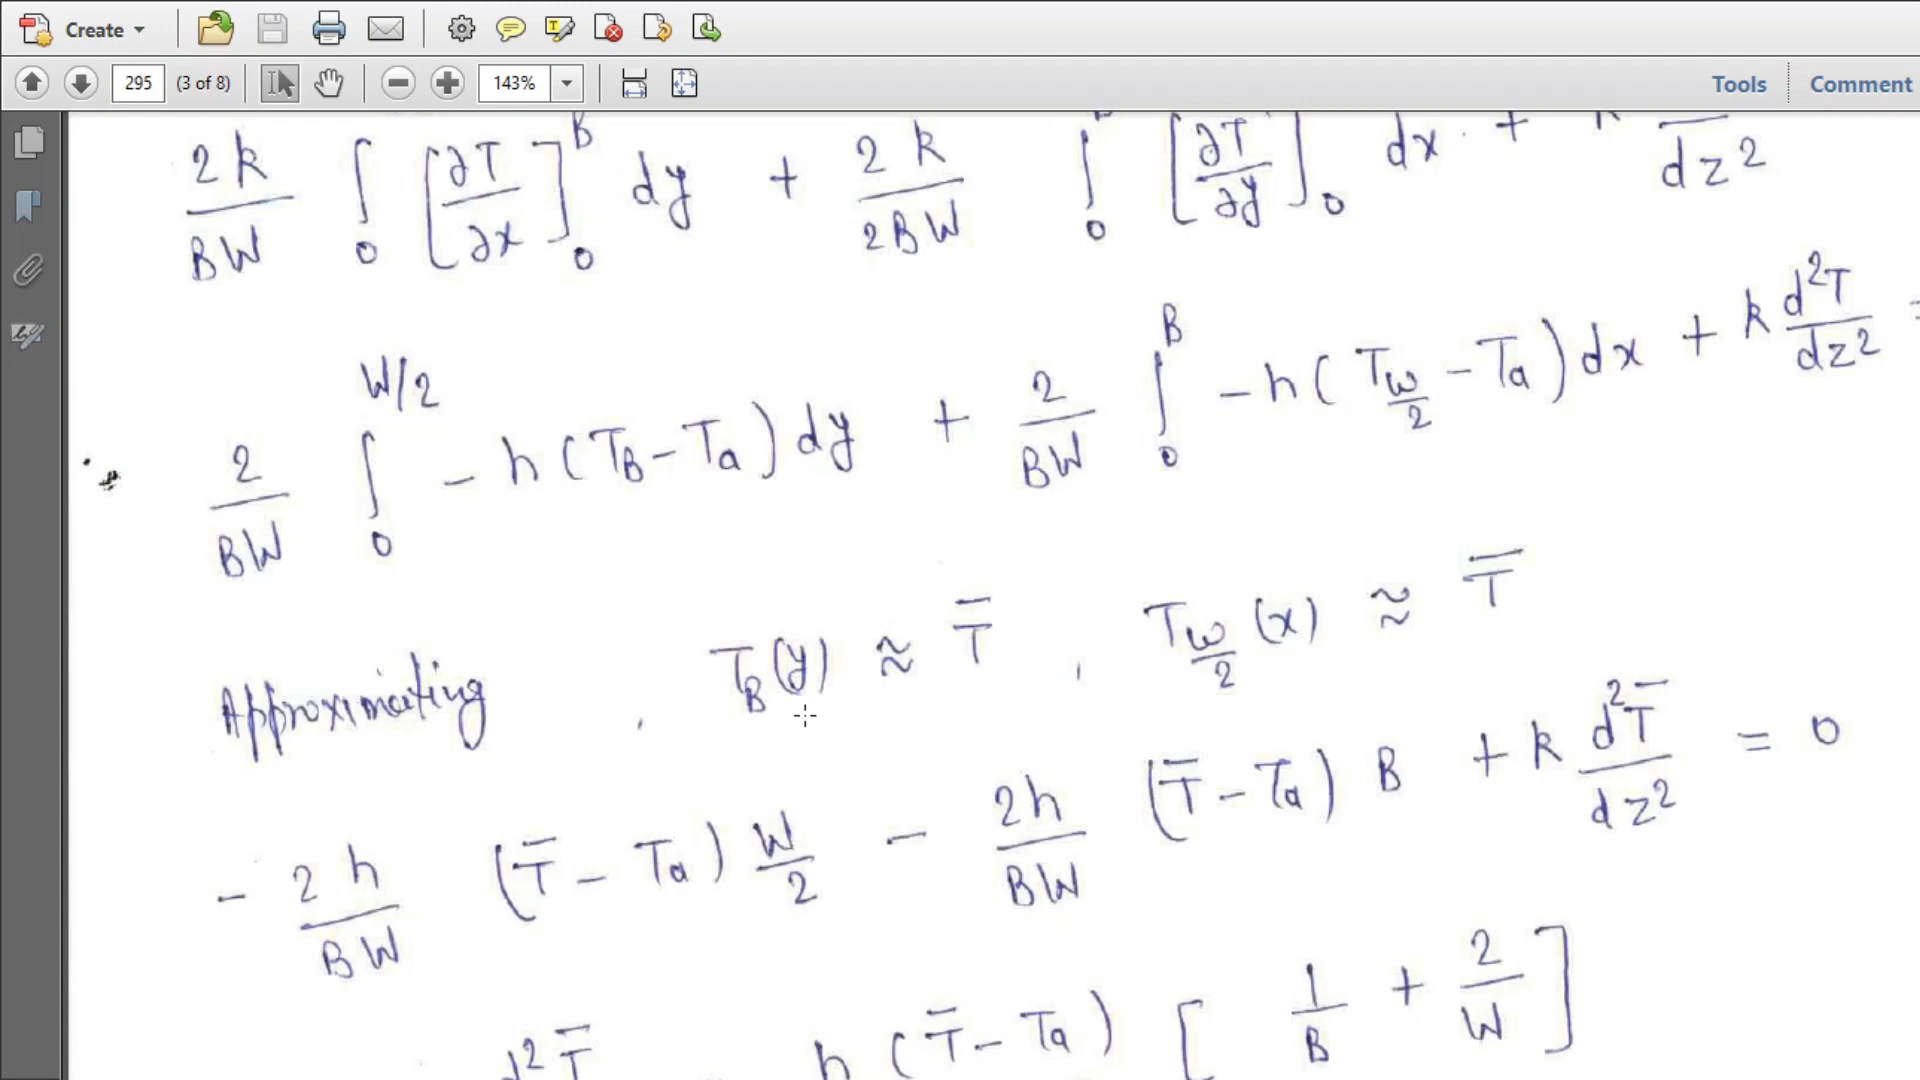 Create
295 (3 of 8) 143% Tools Comment
2k/BW ∫₀ [∂T/∂x]₀^B dy + 2k/2BW ∫₀ [∂T/∂y]₀ dx + k /dz²
2/BW ∫₀^{W/2} -h(T_B - Ta) dy + 2/BW ∫₀^B -h(T_{w/2} - Ta) dx + k d²T/dz² =
Approximating, T_B(y) ≈ T̄, T_{w/2}(x) ≈ T̄
- 2h/BW (T̄ - Ta) W/2 - 2h/BW (T̄ - Ta) B + k d²T̄/dz² = 0
d²T̄ h (T̄ - Ta) [1/B + 2/W]